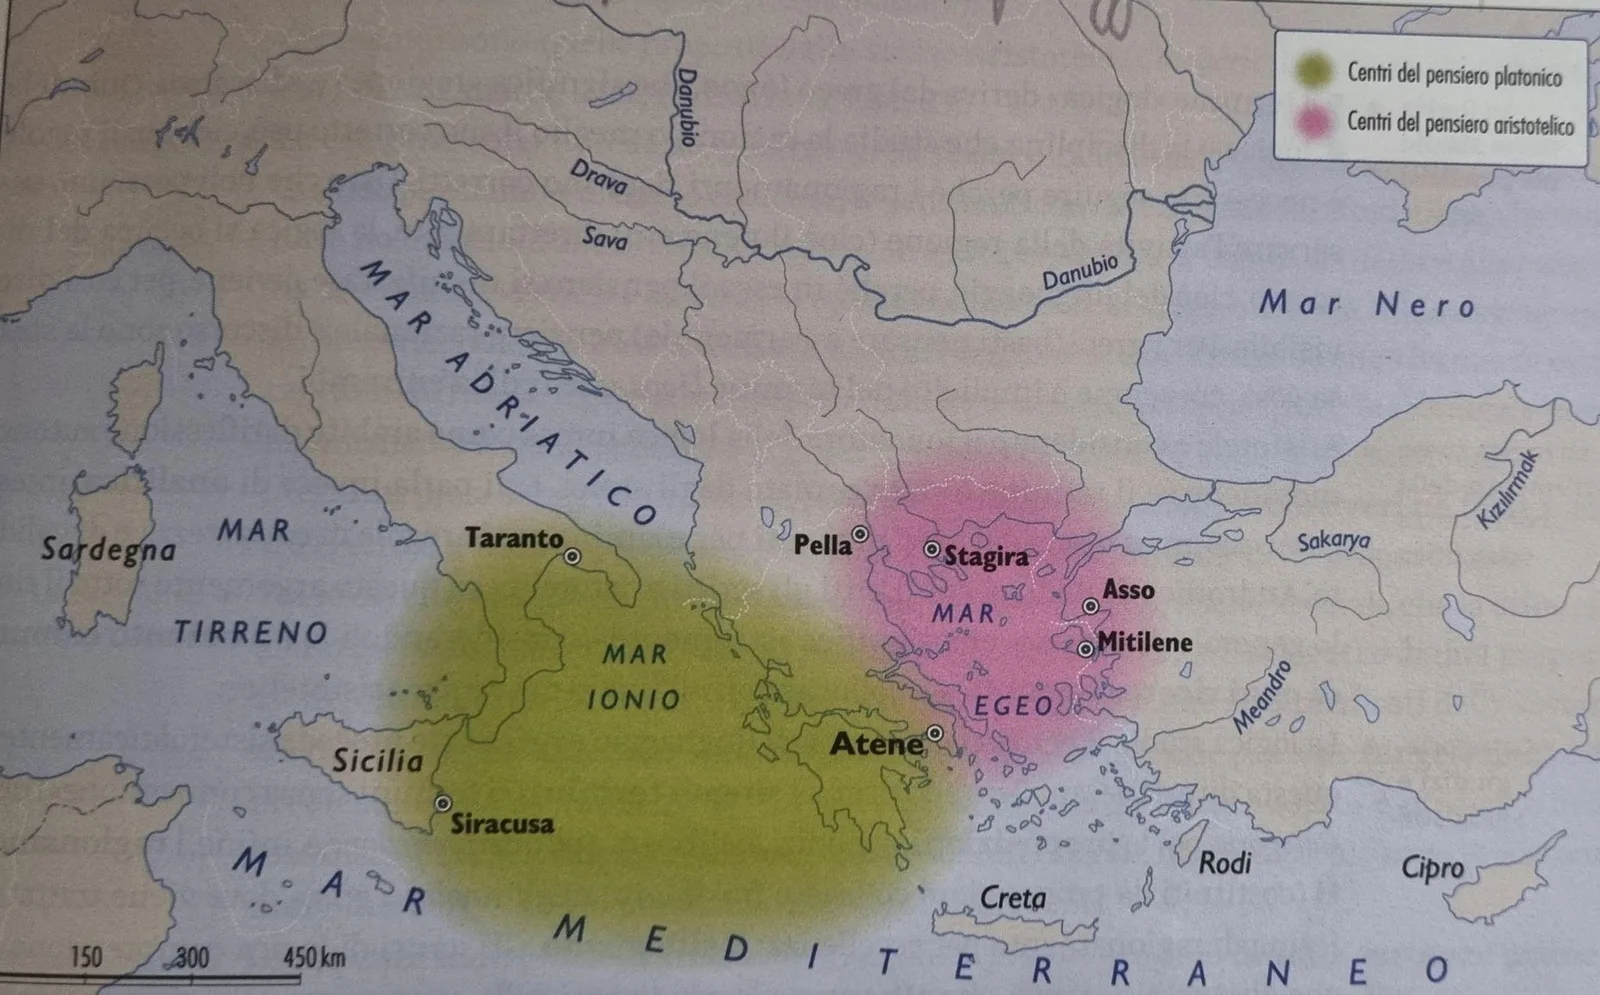 Centri del pensiero platonico
Centri del pensiero aristotelico
Danubio
Drava
Sava
Danubio
Mar Nero
MAR ADRIATICO
Kızılırmak
Sakarya
Sardegna
MAR
TIRRENO
Taranto
Pella
Stagira
Asso
MAR
Mitilene
MAR
IONIO
EGEO
Meandro
Atene
Sicilia
Siracusa
Rodi
Cipro
Creta
MAR MEDITERRANEO
150 300 450 km